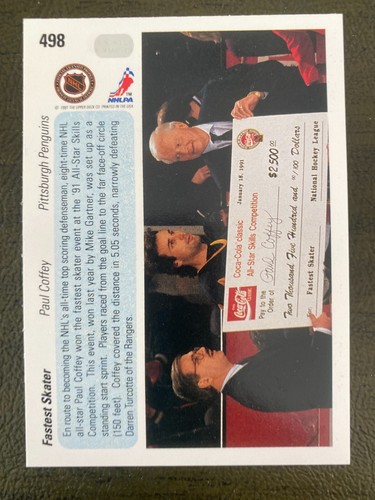 498
Fastest Skater
Paul Coffey
Pittsburgh Penguins
En route to becoming the NHL's all-time top scoring defenseman, eight-time NHL
all-star Paul Coffey won the fastest skater event at the '91 All-Star Skills
Competition. This event, won last year by Mike Gartner, was set up as a
standing start sprint. Players raced from the goal line to the far face-off circle
(150 feet). Coffey covered the distance in 5.05 seconds, narrowly defeating
Darren Turcotte of the Rangers.
NHLPA
TM
Coca-Cola
Coca-Cola classic
All-Star Skills Competition
January 18, 1991
Pay to the
Order of
Paul Coffey
$2,500.00
Two Thousand Five Hundred and 00/100 Dollars
Fastest Skater
National Hockey League